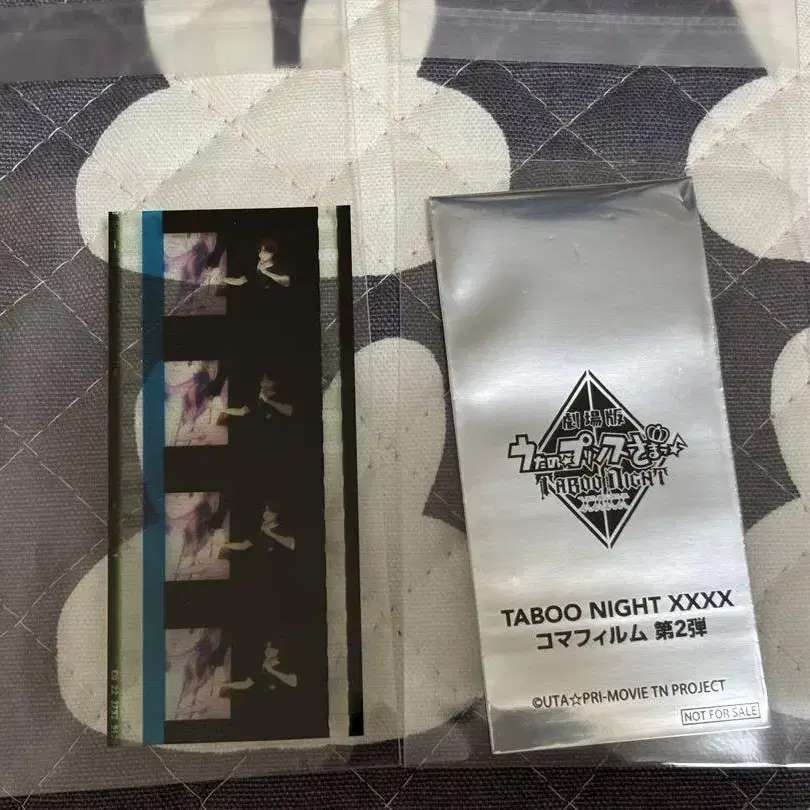 劇場版
うたの☆プリンスさまっ♪
TABOO NIGHT
XXXX
TABOO NIGHT XXXX
コマフィルム 第2弾
©UTA☆PRI-MOVIE TN PROJECT
NOT FOR SALE